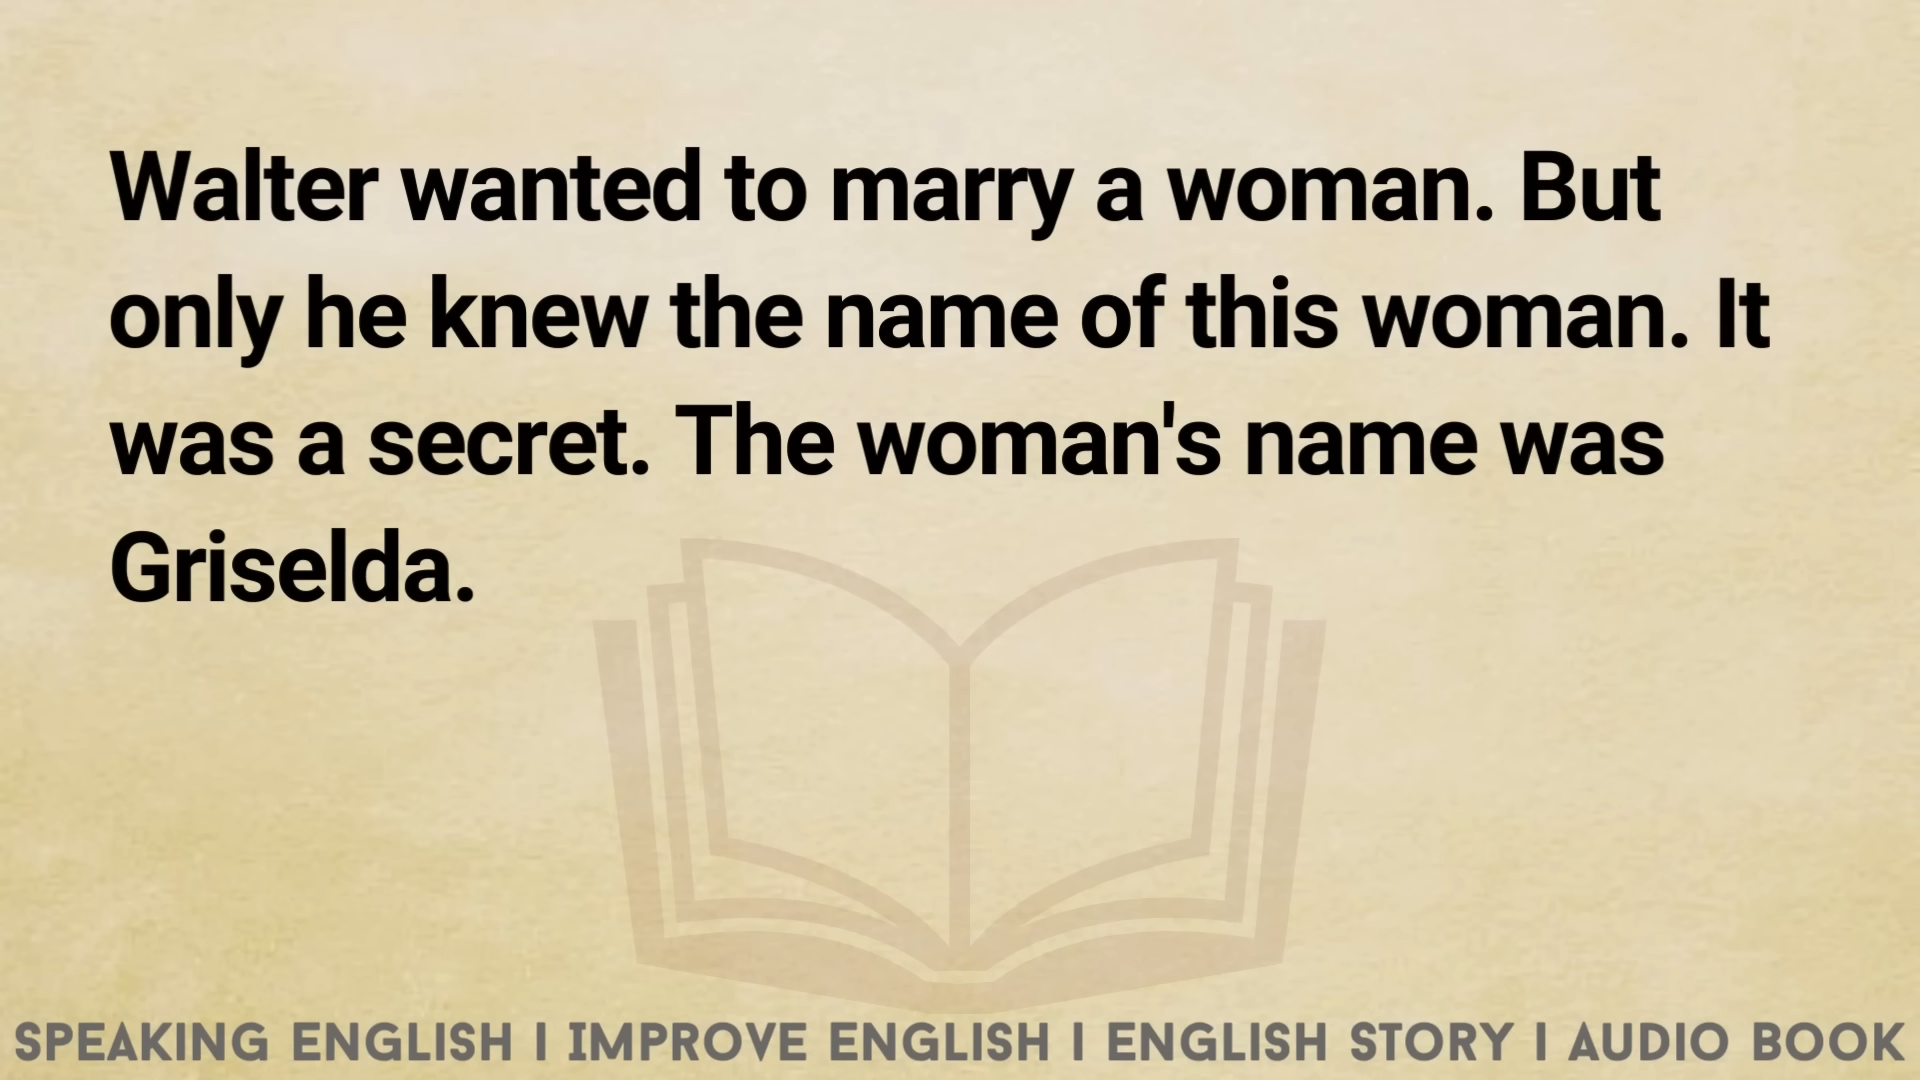 Walter wanted to marry a woman. But
only he knew the name of this woman. It
was a secret. The woman's name was
Griselda.
SPEAKING ENGLISH I IMPROVE ENGLISH I ENGLISH STORY I AUDIO BOOK